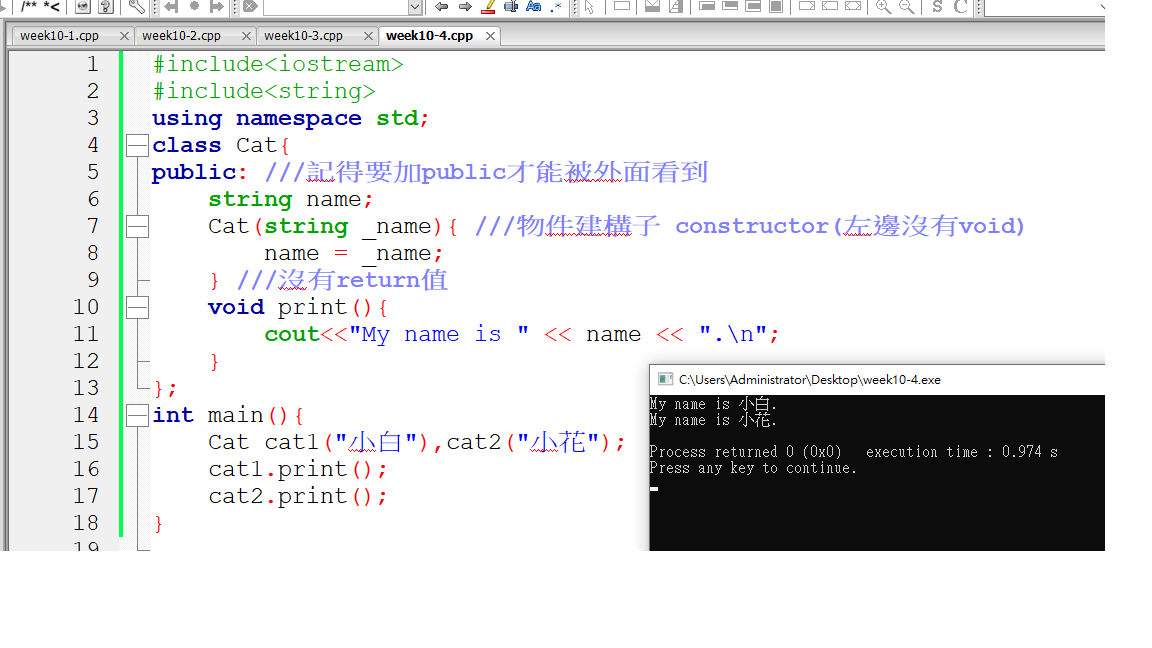 /** *<
S C
week10-1.cpp × week10-2.cpp × week10-3.cpp × week10-4.cpp ×
1 #include<iostream>
2 #include<string>
3 using namespace std;
4 class Cat{
5 public: ///記得要加public才能被外面看到
6 string name;
7 Cat(string _name){ ///物件建構子 constructor(左邊沒有void)
8 name = _name;
9 } ///沒有return值
10 void print(){
11 cout<<"My name is " << name << ".\n";
12 }
13 };
14 int main(){
15 Cat cat1("小白"),cat2("小花");
16 cat1.print();
17 cat2.print();
18 }
19
C:\Users\Administrator\Desktop\week10-4.exe
My name is 小白.
My name is 小花.
Process returned 0 (0x0) execution time : 0.974 s
Press any key to continue.